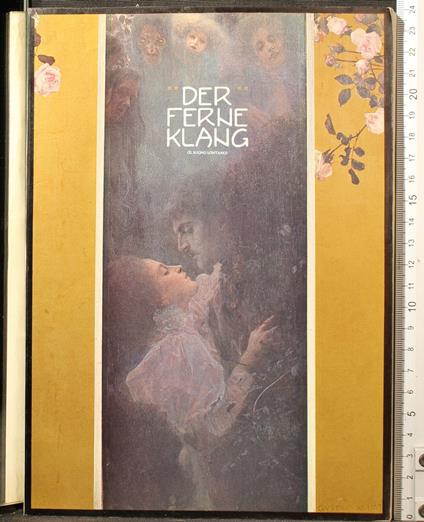 DER
FERNE
KLANG
(IL SUONO LONTANO)